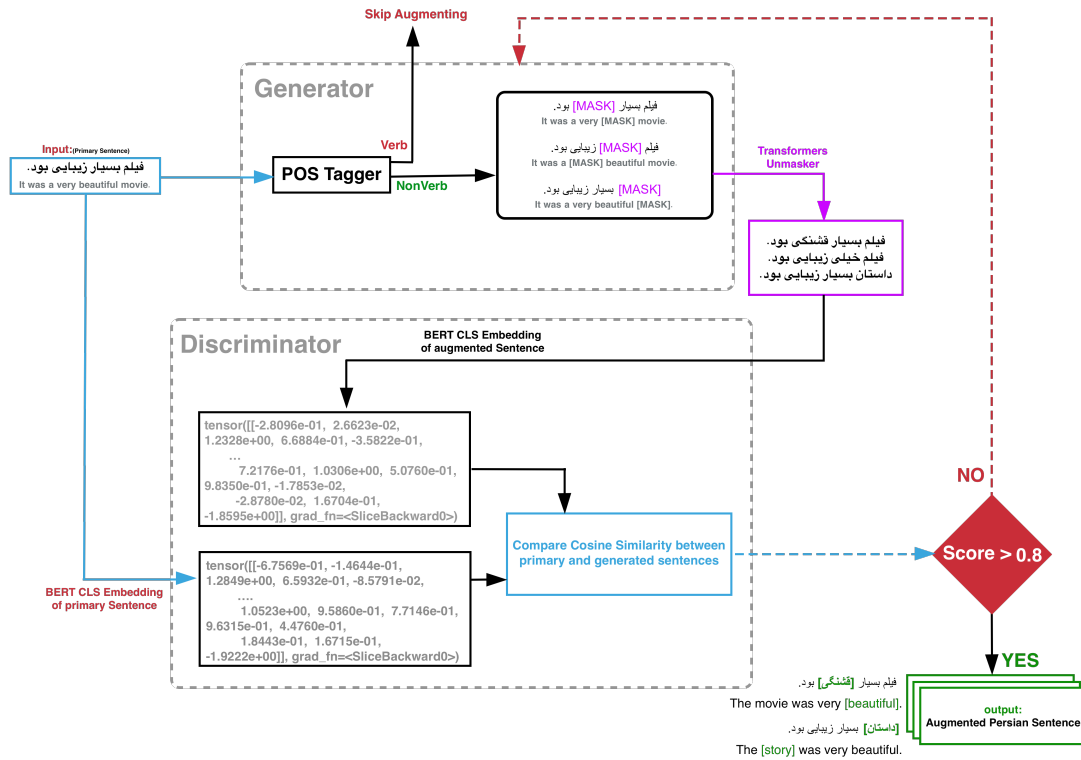 Skip Augmenting
Generator
Input:(Primary Sentence)
فیلم بسیار زیبایی بود.
It was a very beautiful movie.
POS Tagger
Verb
NonVerb
فیلم بسیار [MASK] بود.
It was a very [MASK] movie.
فیلم [MASK] زیبایی بود.
It was a [MASK] beautiful movie.
[MASK] بسیار زیبایی بود.
It was a very beautiful [MASK].
Transformers
Unmasker
فیلم بسیار قشنگی بود.
فیلم خیلی زیبایی بود.
داستان بسیار زیبایی بود.
Discriminator
BERT CLS Embedding
of augmented Sentence
tensor([[-2.8096e-01, 2.6623e-02,
1.2328e+00, 6.6884e-01, -3.5822e-01,
...
7.2176e-01, 1.0306e+00, 5.0760e-01,
9.8350e-01, -1.7853e-02,
-2.8780e-02, 1.6704e-01,
-1.8595e+00]], grad_fn=<SliceBackward0>)
BERT CLS Embedding
of primary Sentence
tensor([[-6.7569e-01, -1.4644e-01,
1.2849e+00, 6.5932e-01, -8.5791e-02,
....
1.0523e+00, 9.5860e-01, 7.7146e-01,
9.6315e-01, 4.4760e-01,
1.8443e-01, 1.6715e-01,
-1.9222e+00]], grad_fn=<SliceBackward0>)
Compare Cosine Similarity between
primary and generated sentences
NO
Score > 0.8
YES
فیلم بسیار [قشنگی] بود.
The movie was very [beautiful].
[داستان] بسیار زیبایی بود.
The [story] was very beautiful.
output:
Augmented Persian Sentence